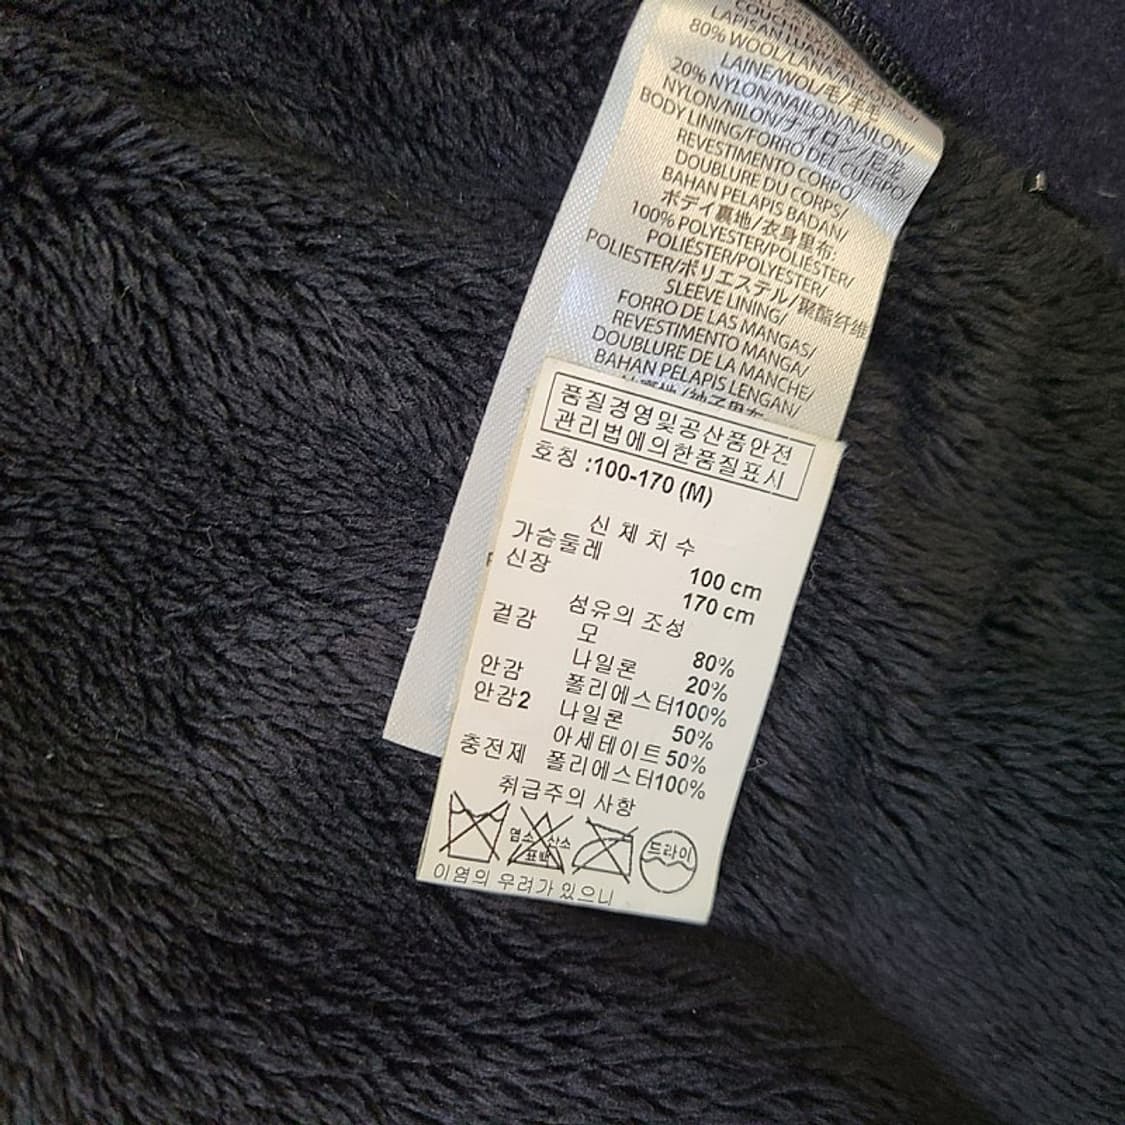 LAPISAN LUAR
80% WOOL/LANA/
LAINE/WOL/毛/羊毛
20% NYLON/NAILON/NAILON/
NYLON/NILON/ナイロン/尼龙
BODY LINING/FORRO DEL CUERPO/
REVESTIMENTO CORPO/
DOUBLURE DU CORPS/
BAHAN PELAPIS BADAN/
ボディ裏地/衣身里布:
100% POLYESTER/POLIÉSTER/
POLIÉSTER/POLYESTER/
POLIESTER/ポリエステル/聚酯纤维
SLEEVE LINING/
FORRO DE LAS MANGAS/
REVESTIMENTO MANGA/
DOUBLURE DE LA MANCHE/
BAHAN PELAPIS LENGAN/
품질경영및공산품안전
관리법에의한품질표시
호칭 :100-170 (M)
신 체 치 수
가슴둘레 100 cm
신장 170 cm
섬유의 조성
겉감 모 80%
나일론 20%
안감 폴리에스터100%
안감2 나일론 50%
아세테이트 50%
충전제 폴리에스터100%
취급주의 사항
염소 산소 표백 드라이
이염의 우려가 있으니